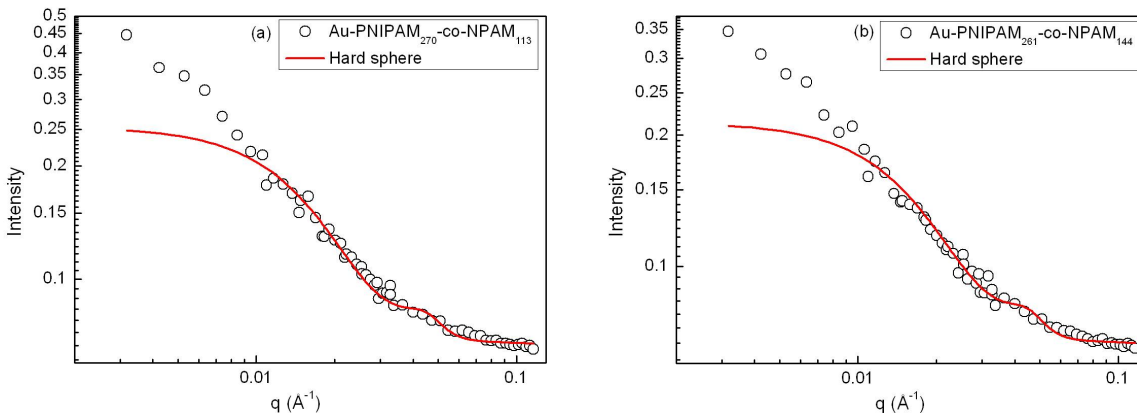 0.5
0.45
0.4
0.35
0.3
0.25
0.2
0.15
0.1
Intensity
(a)
Au-PNIPAM270-co-NPAM113
Hard sphere
0.01
0.1
q (Å-1)
0.35
0.3
0.25
0.2
0.15
0.1
Intensity
(b)
Au-PNIPAM261-co-NPAM144
Hard sphere
0.01
0.1
q (Å-1)